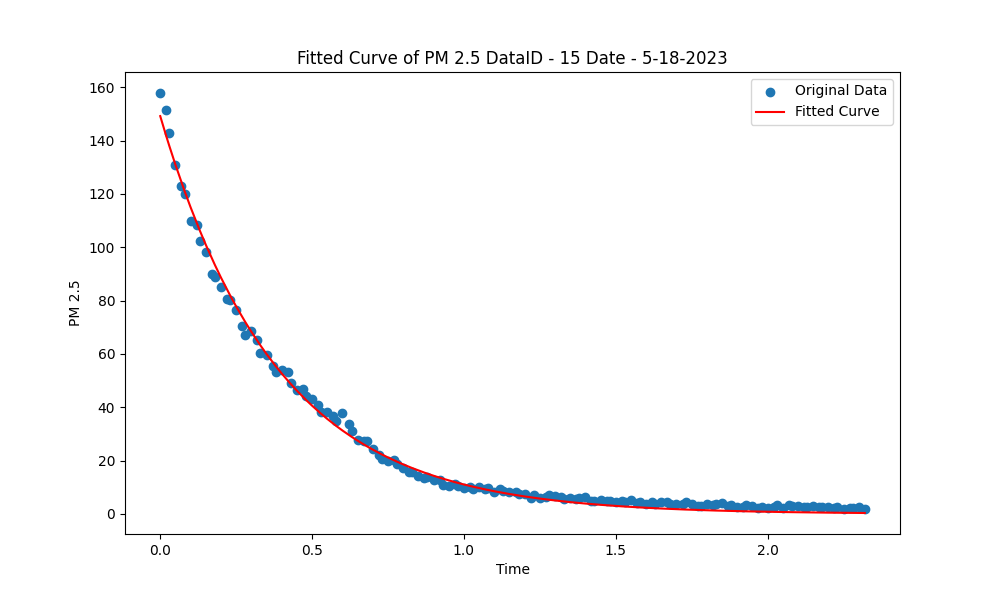 Fitted Curve of PM 2.5 DataID - 15 Date - 5-18-2023
Original Data
Fitted Curve
PM 2.5
160
140
120
100
80
60
40
20
0
0.0 0.5 1.0 1.5 2.0
Time